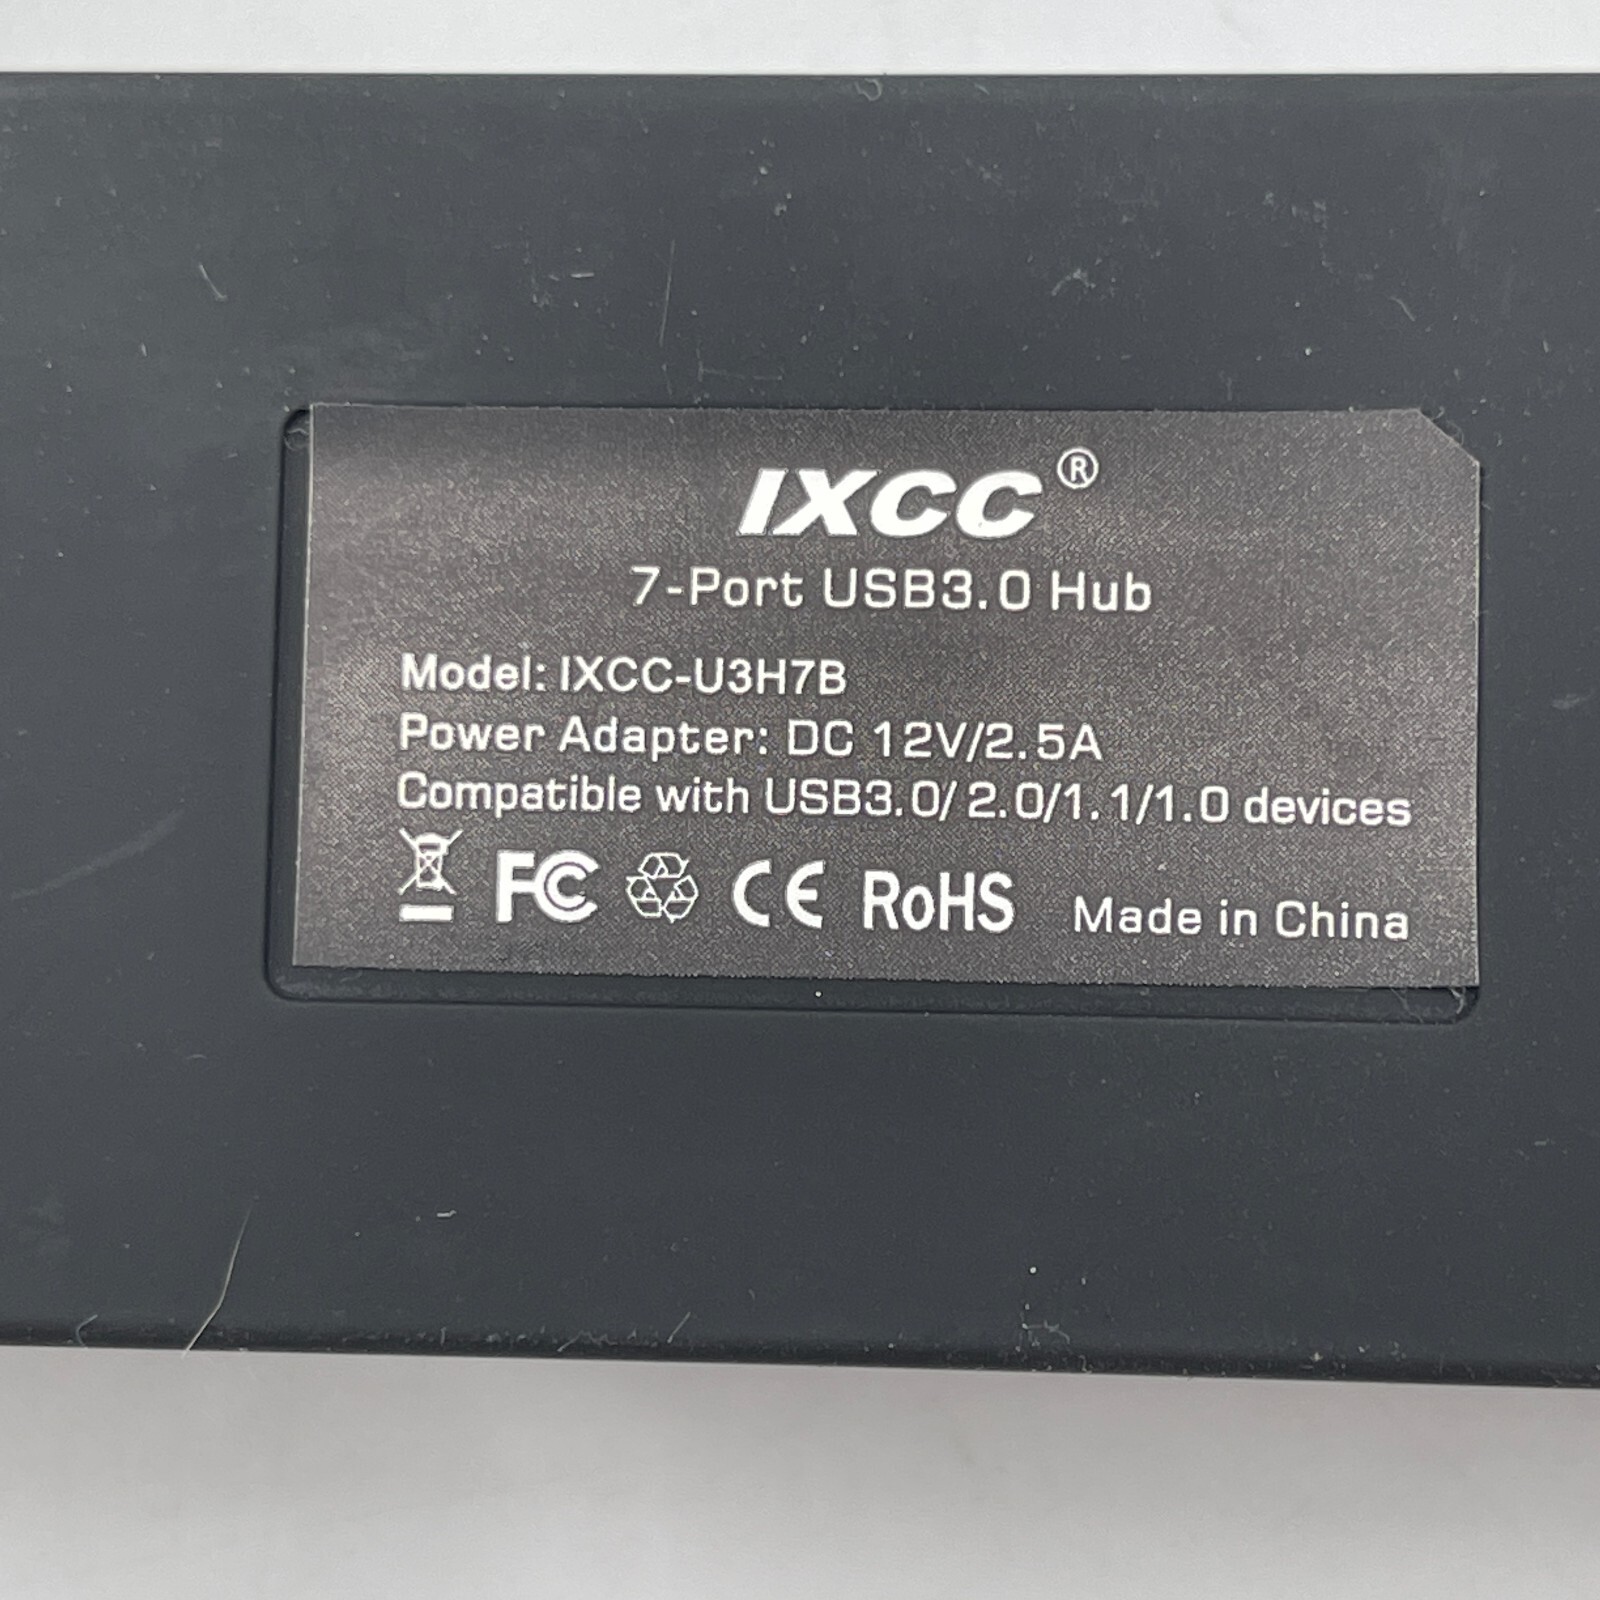 IXCC®
7-Port USB3.0 Hub
Model: IXCC-U3H7B
Power Adapter: DC 12V/2.5A
Compatible with USB3.0/ 2.0/1.1/1.0 devices
FC CE RoHS Made in China